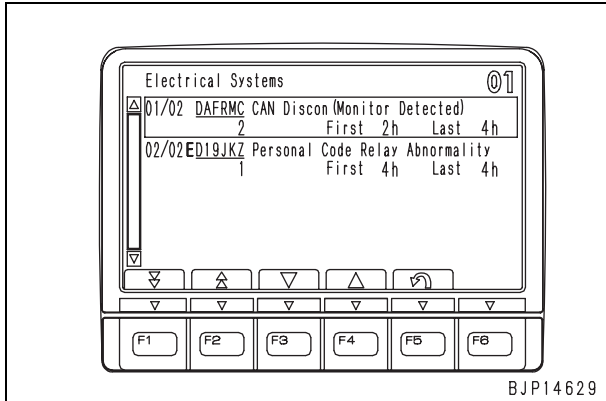 Electrical Systems 01
01/02 DAFRMC CAN Discon(Monitor Detected)
2 First 2h Last 4h
02/02 ED19JKZ Personal Code Relay Abnormality
1 First 4h Last 4h
F1 F2 F3 F4 F5 F6
BJP14629